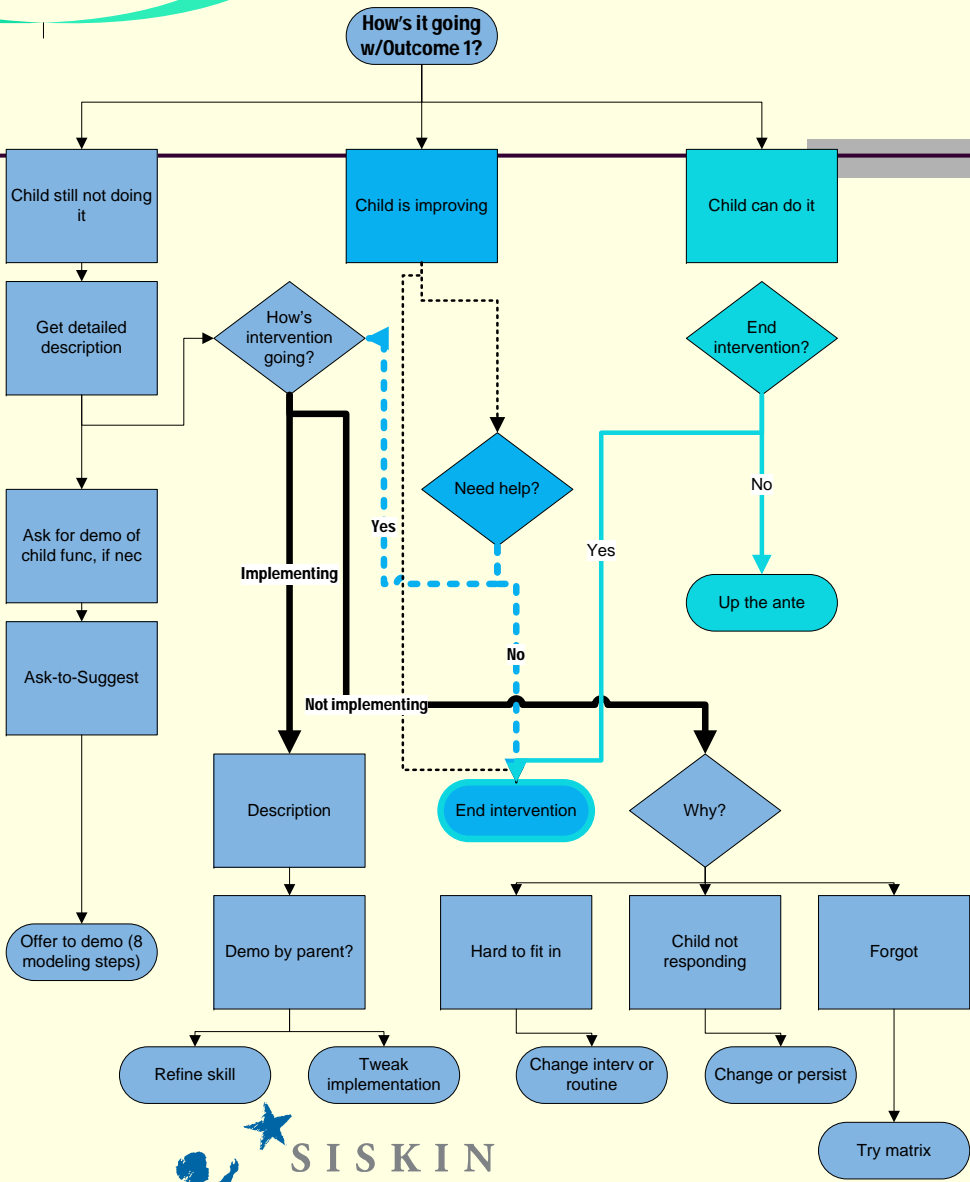 How's it going
w/Outcome 1?
Child still not doing
it
Child is improving
Child can do it
Get detailed
description
How's
intervention
going?
End
intervention?
Need help?
No
Ask for demo of
child func, if nec
Yes
Yes
Implementing
Up the ante
No
Ask-to-Suggest
Not implementing
Description
End intervention
Why?
Offer to demo (8
modeling steps)
Demo by parent?
Hard to fit in
Child not
responding
Forgot
Refine skill
Tweak
implementation
Change interv or
routine
Change or persist
Try matrix
SISKIN